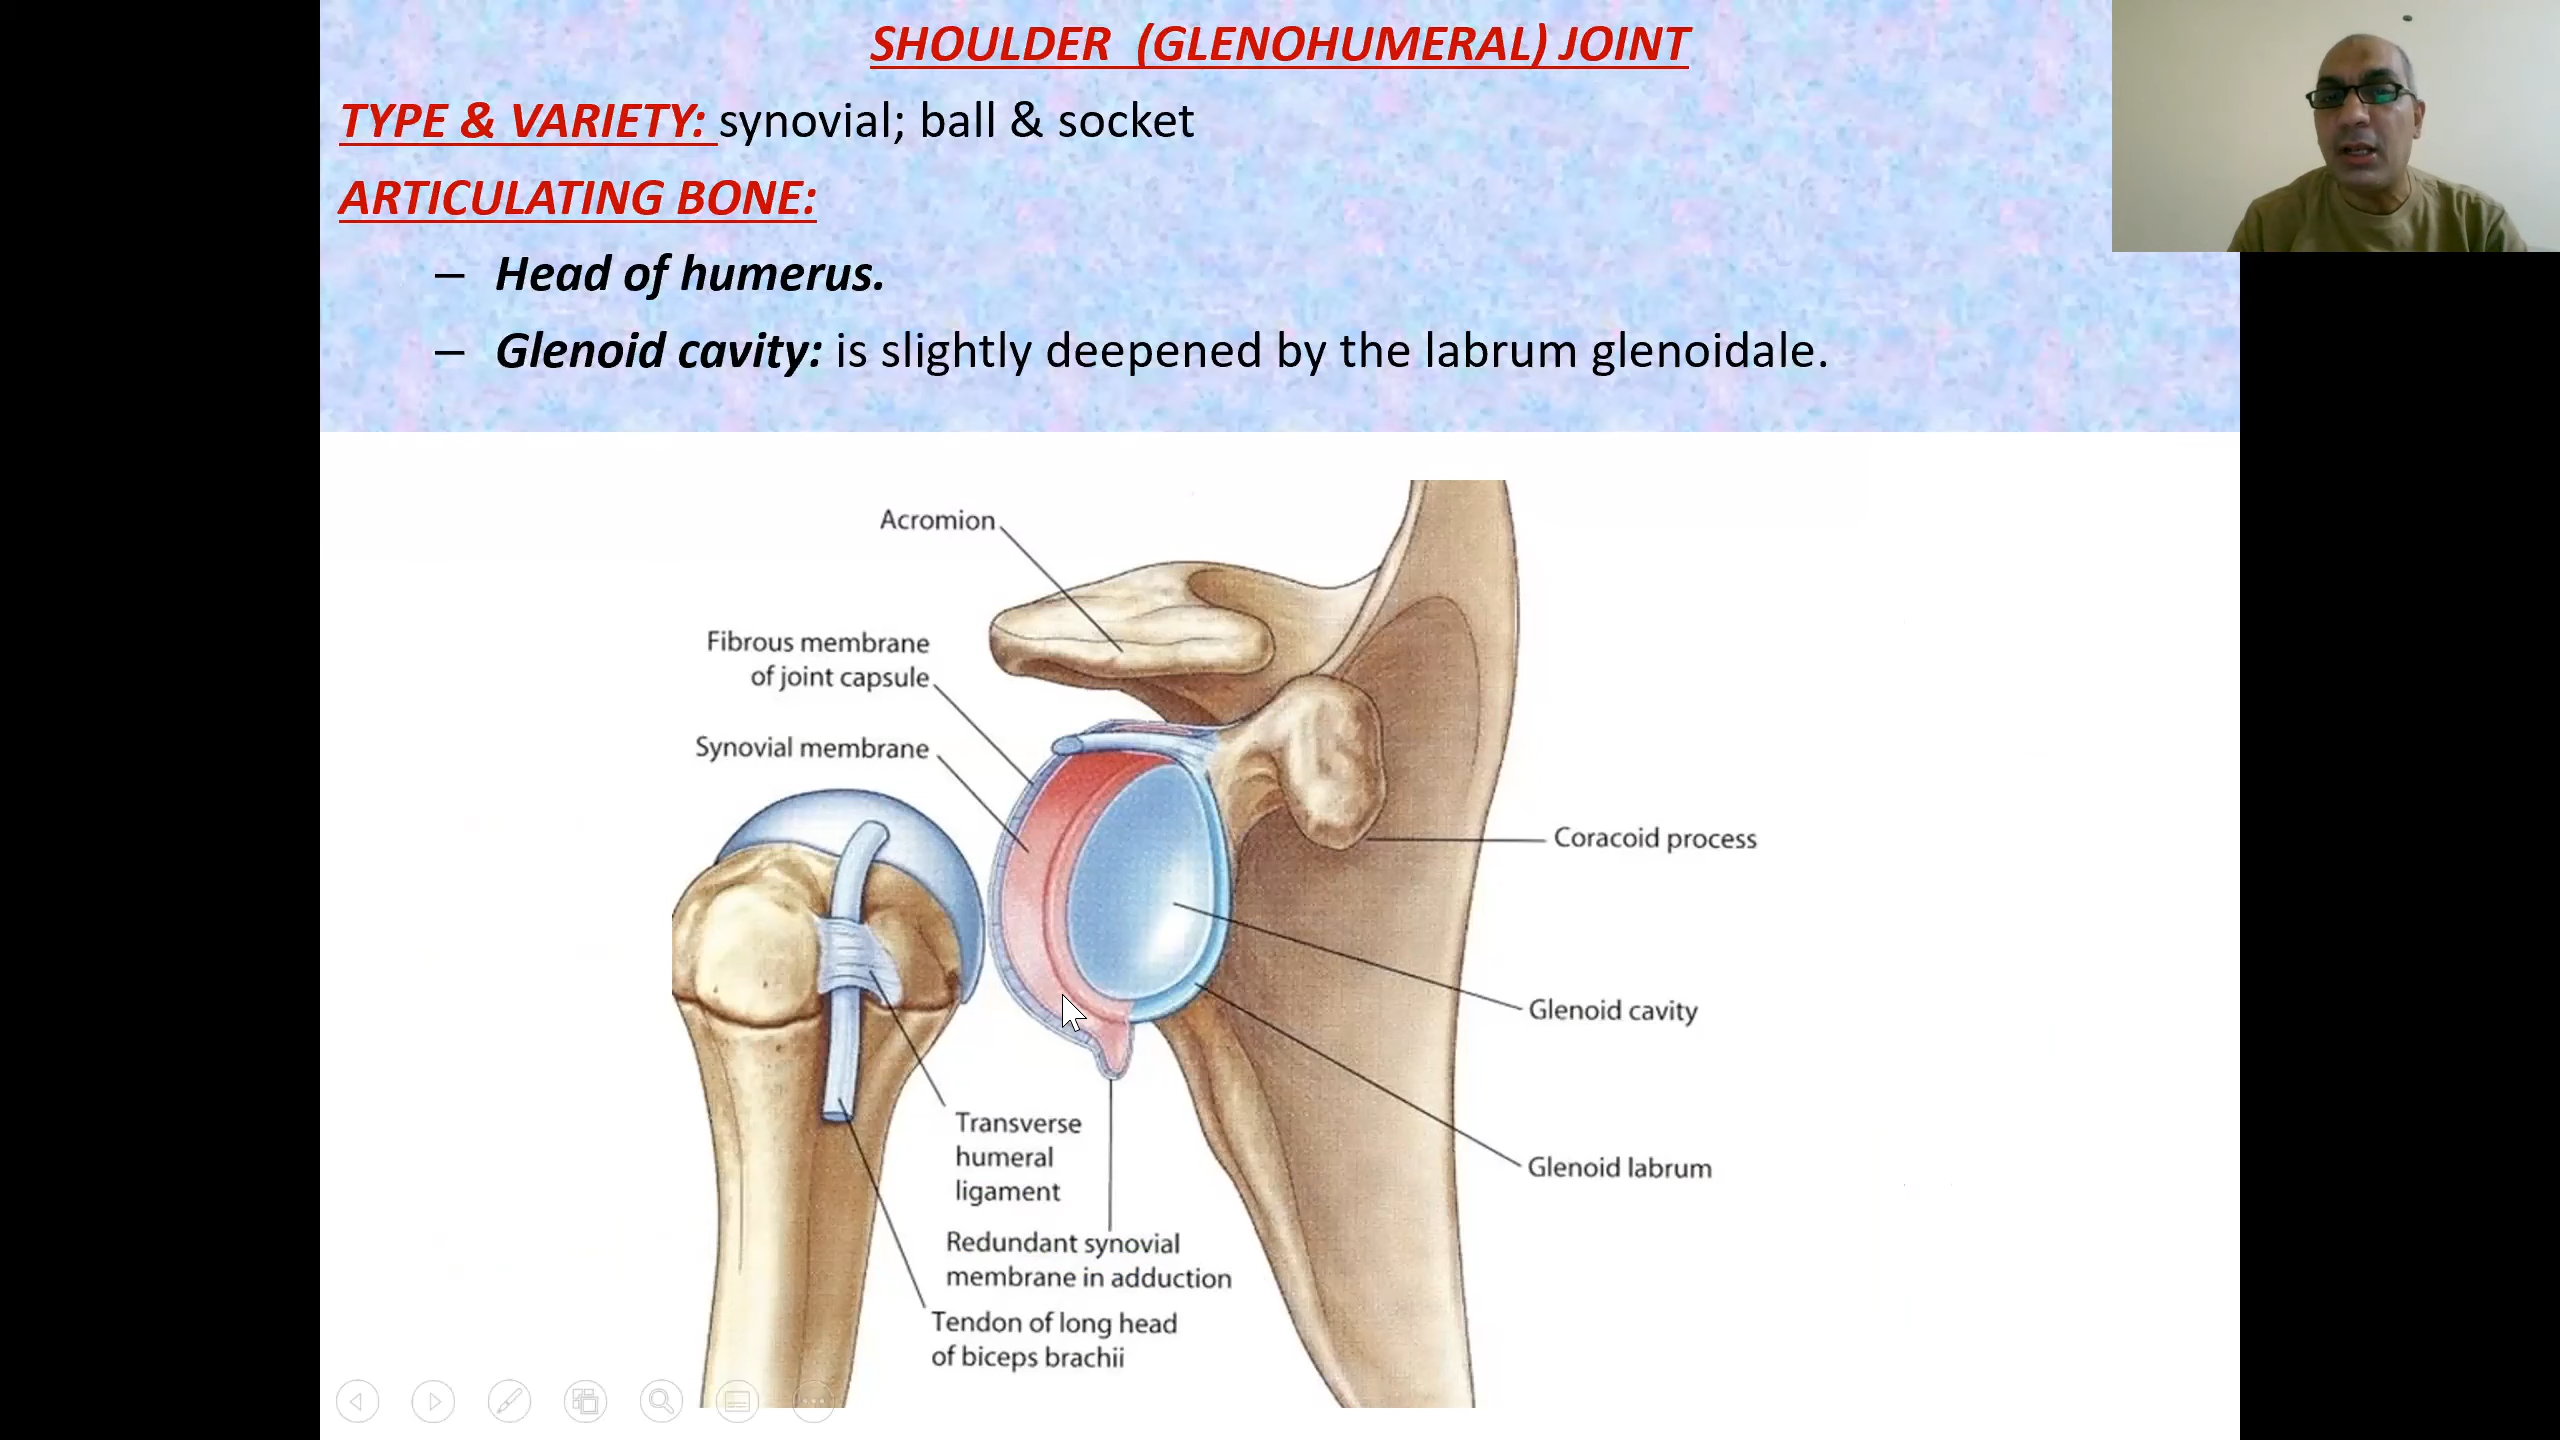 SHOULDER (GLENOHUMERAL) JOINT
TYPE & VARIETY: synovial; ball & socket
ARTICULATING BONE:
– Head of humerus.
– Glenoid cavity: is slightly deepened by the labrum glenoidale.
Acromion
Fibrous membrane
of joint capsule
Synovial membrane
Coracoid process
Glenoid cavity
Glenoid labrum
Transverse
humeral
ligament
Redundant synovial
membrane in adduction
Tendon of long head
of biceps brachii